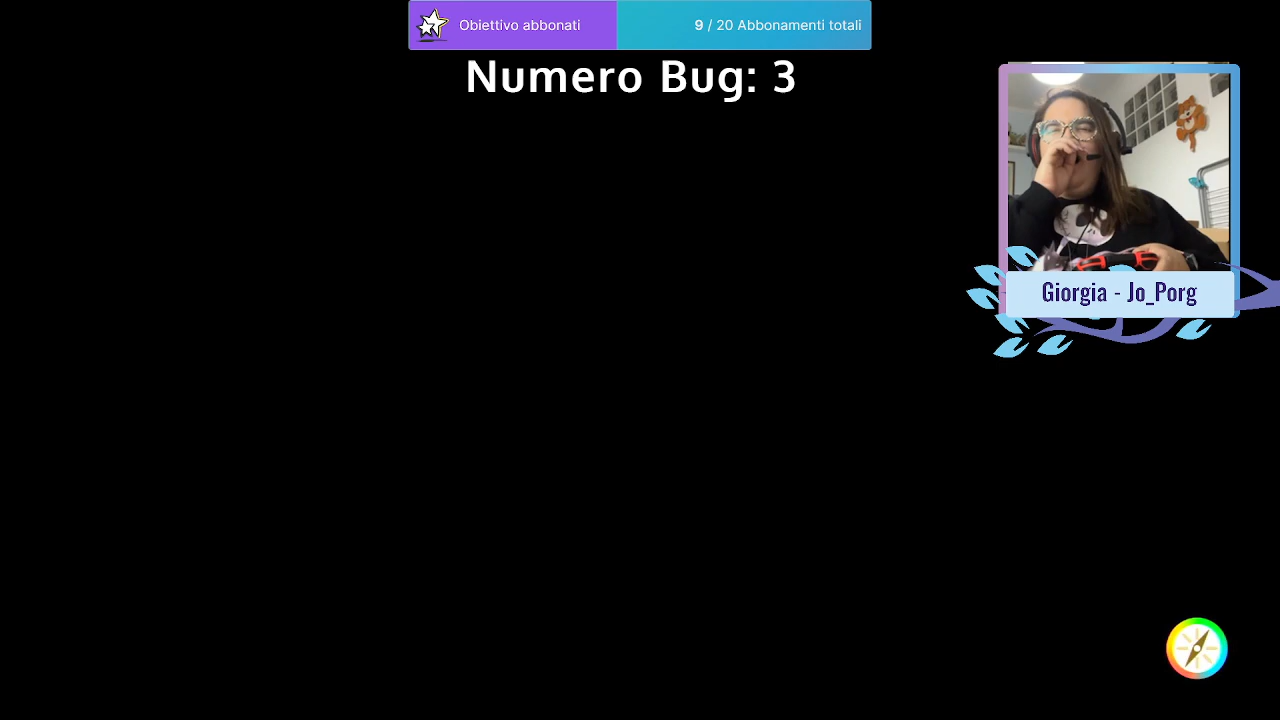 Obiettivo abbonati
9 / 20 Abbonamenti totali
Numero Bug: 3
Giorgia - Jo_Porg